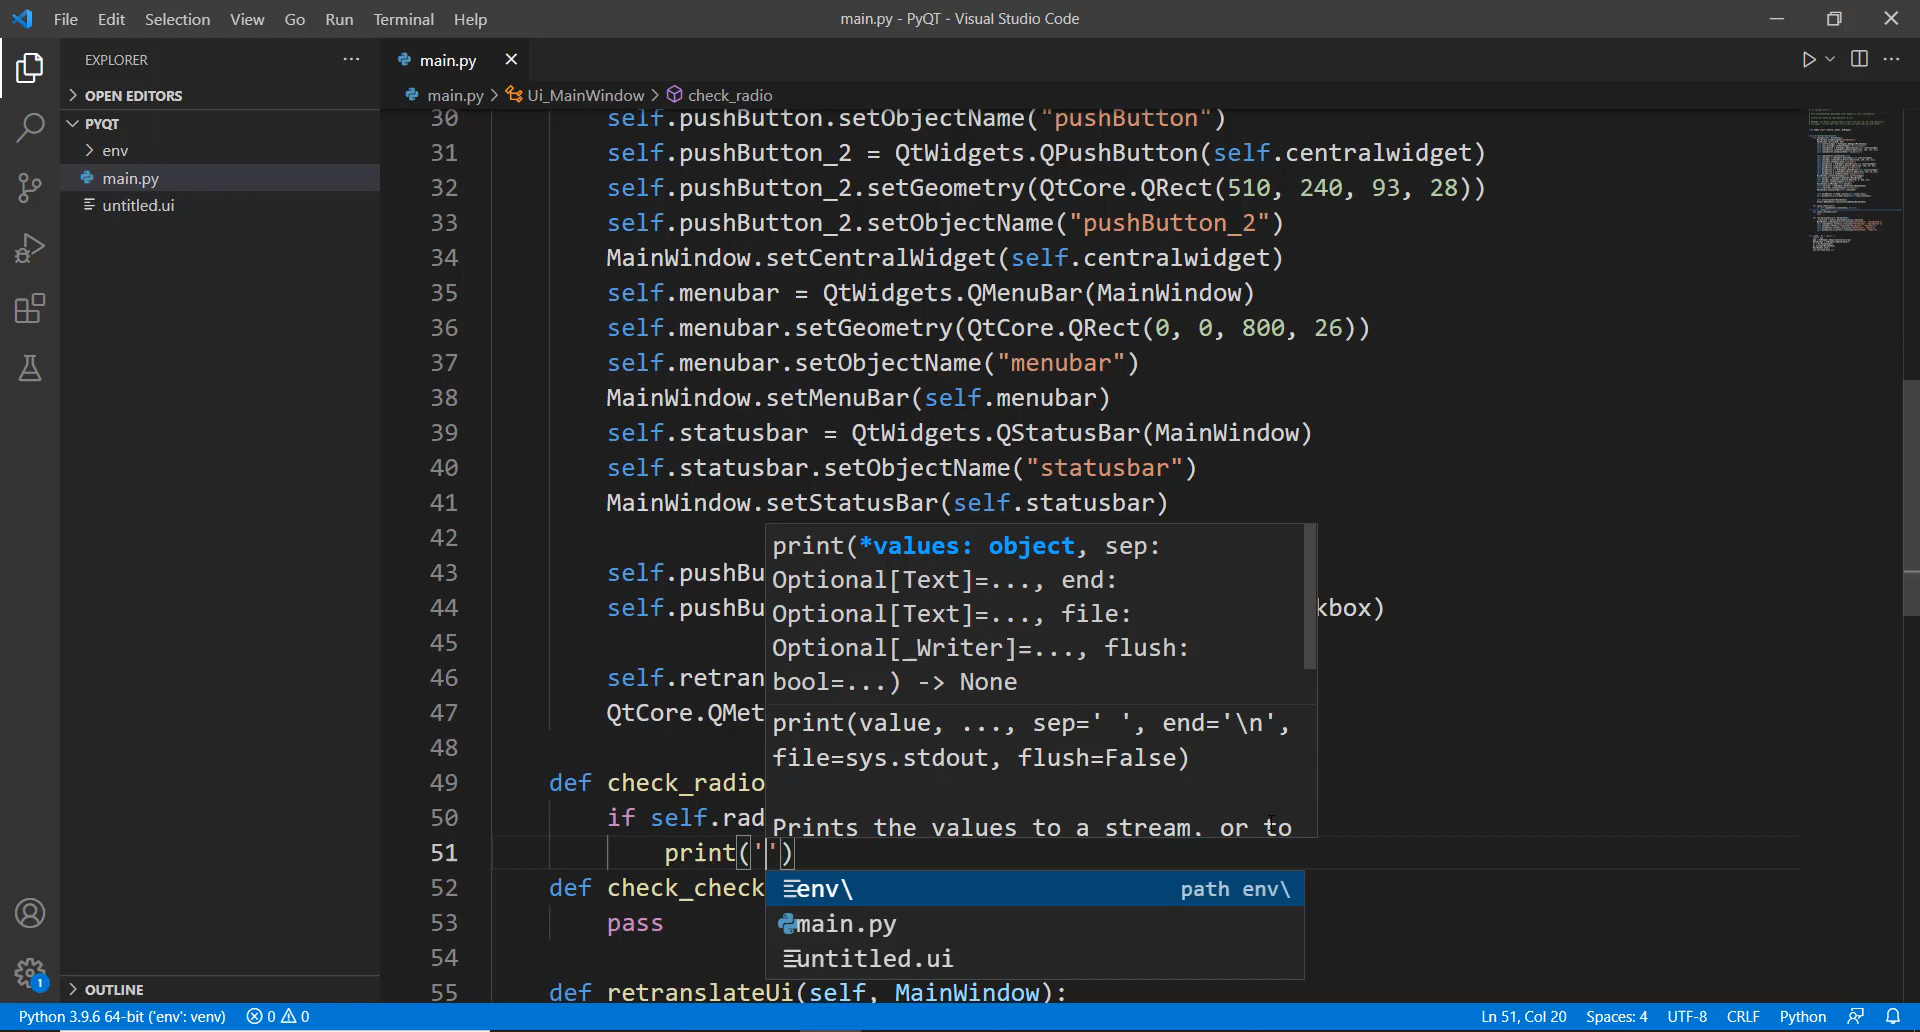 File Edit Selection View Go Run Terminal Help
main.py - PyQT - Visual Studio Code
EXPLORER
main.py
OPEN EDITORS
main.py > Ui_MainWindow > check_radio
PYQT
env
main.py
untitled.ui
30 self.pushButton.setObjectName("pushButton")
31 self.pushButton_2 = QtWidgets.QPushButton(self.centralwidget)
32 self.pushButton_2.setGeometry(QtCore.QRect(510, 240, 93, 28))
33 self.pushButton_2.setObjectName("pushButton_2")
34 MainWindow.setCentralWidget(self.centralwidget)
35 self.menubar = QtWidgets.QMenuBar(MainWindow)
36 self.menubar.setGeometry(QtCore.QRect(0, 0, 800, 26))
37 self.menubar.setObjectName("menubar")
38 MainWindow.setMenuBar(self.menubar)
39 self.statusbar = QtWidgets.QStatusBar(MainWindow)
40 self.statusbar.setObjectName("statusbar")
41 MainWindow.setStatusBar(self.statusbar)
42
43 self.pushBu
44 self.pushBu kbox)
45
46 self.retran
47 QtCore.QMet
48
49 def check_radio
50 if self.rad
51 print('')
52 def check_check
53 pass
54
55 def retranslateUi(self, MainWindow):
print(*values: object, sep:
Optional[Text]=..., end:
Optional[Text]=..., file:
Optional[_Writer]=..., flush:
bool=...) -> None
print(value, ..., sep=' ', end='\n',
file=sys.stdout, flush=False)
Prints the values to a stream, or to
env\ path env\
main.py
untitled.ui
OUTLINE
1
Python 3.9.6 64-bit ('env': venv) 0 0
Ln 51, Col 20 Spaces: 4 UTF-8 CRLF Python